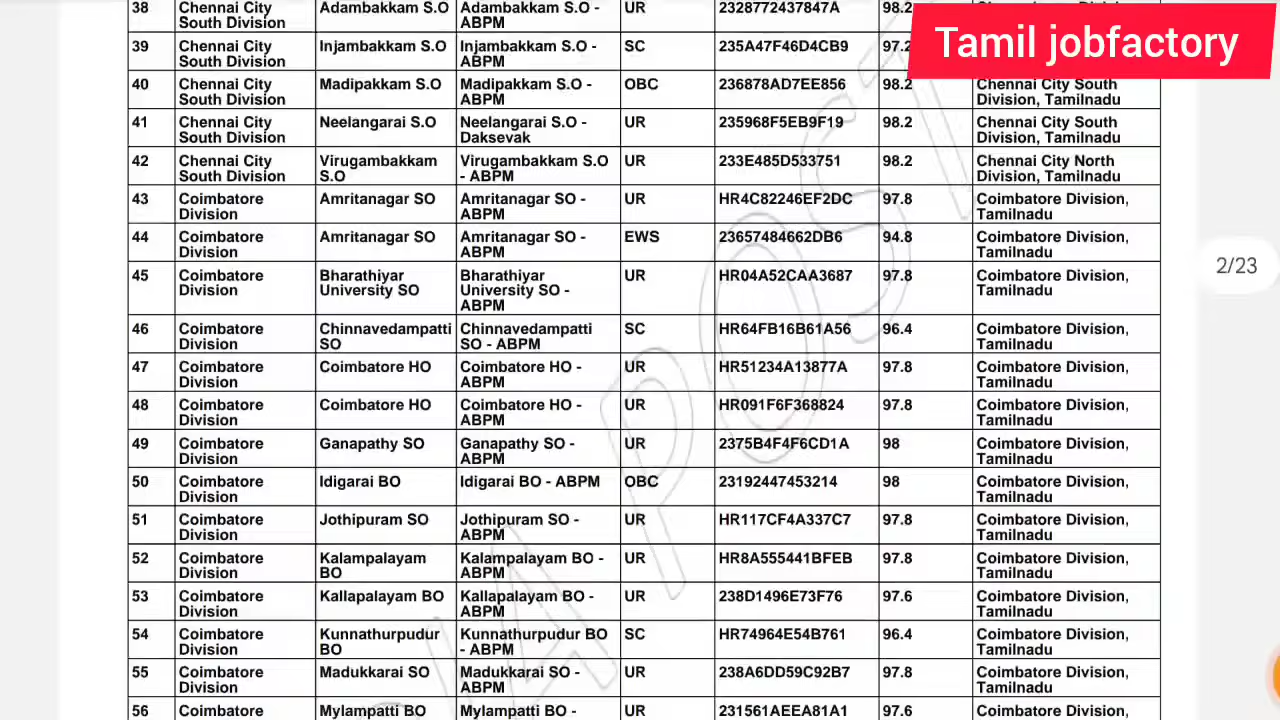 Tamil jobfactory
38 Chennai City South Division Adambakkam S.O Adambakkam S.O - ABPM UR 2328772437847A 98.2
39 Chennai City South Division Injambakkam S.O Injambakkam S.O - ABPM SC 235A47F46D4CB9 97.2
40 Chennai City South Division Madipakkam S.O Madipakkam S.O - ABPM OBC 236878AD7EE856 98.2 Chennai City South Division, Tamilnadu
41 Chennai City South Division Neelangarai S.O Neelangarai S.O - Daksevak UR 235968F5EB9F19 98.2 Chennai City South Division, Tamilnadu
42 Chennai City South Division Virugambakkam S.O Virugambakkam S.O - ABPM UR 233E485D533751 98.2 Chennai City North Division, Tamilnadu
43 Coimbatore Division Amritanagar SO Amritanagar SO - ABPM UR HR4C82246EF2DC 97.8 Coimbatore Division, Tamilnadu
44 Coimbatore Division Amritanagar SO Amritanagar SO - ABPM EWS 23657484662DB6 94.8 Coimbatore Division, Tamilnadu
45 Coimbatore Division Bharathiyar University SO Bharathiyar University SO - ABPM UR HR04A52CAA3687 97.8 Coimbatore Division, Tamilnadu
46 Coimbatore Division Chinnavedampatti SO Chinnavedampatti SO - ABPM SC HR64FB16B61A56 96.4 Coimbatore Division, Tamilnadu
47 Coimbatore Division Coimbatore HO Coimbatore HO - ABPM UR HR51234A13877A 97.8 Coimbatore Division, Tamilnadu
48 Coimbatore Division Coimbatore HO Coimbatore HO - ABPM UR HR091F6F368824 97.8 Coimbatore Division, Tamilnadu
49 Coimbatore Division Ganapathy SO Ganapathy SO - ABPM UR 2375B4F4F6CD1A 98 Coimbatore Division, Tamilnadu
50 Coimbatore Division Idigarai BO Idigarai BO - ABPM OBC 23192447453214 98 Coimbatore Division, Tamilnadu
51 Coimbatore Division Jothipuram SO Jothipuram SO - ABPM UR HR117CF4A337C7 97.8 Coimbatore Division, Tamilnadu
52 Coimbatore Division Kalampalayam BO Kalampalayam BO - ABPM UR HR8A555441BFEB 97.8 Coimbatore Division, Tamilnadu
53 Coimbatore Division Kallapalayam BO Kallapalayam BO - ABPM UR 238D1496E73F76 97.6 Coimbatore Division, Tamilnadu
54 Coimbatore Division Kunnathurpudur BO Kunnathurpudur BO - ABPM SC HR74964E54B761 96.4 Coimbatore Division, Tamilnadu
55 Coimbatore Division Madukkarai SO Madukkarai SO - ABPM UR 238A6DD59C92B7 97.8 Coimbatore Division, Tamilnadu
56 Coimbatore Mylampatti BO Mylampatti BO - UR 231561AEEA81A1 97.6 Coimbatore Division,
2/23
IA POST